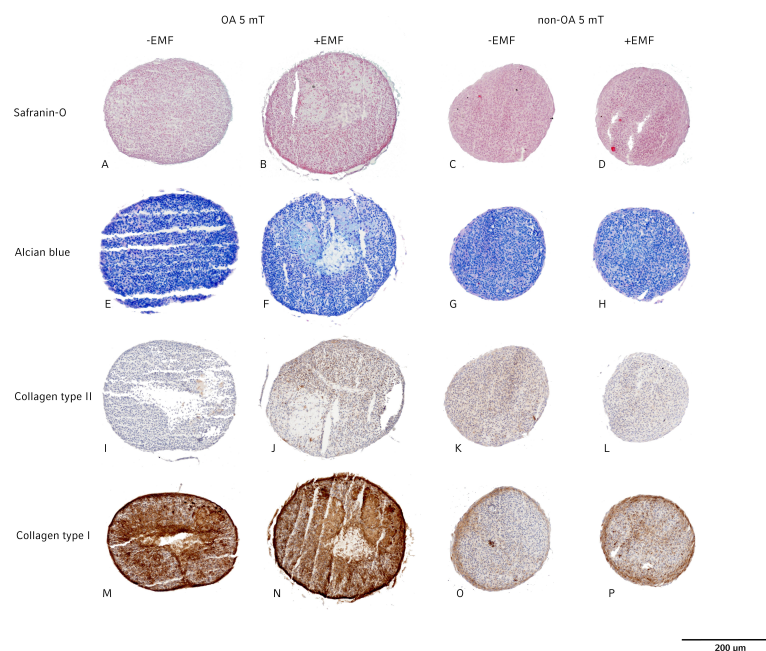 OA 5 mT non-OA 5 mT
-EMF +EMF -EMF +EMF
Safranin-O
A B C D
Alcian blue
E F G H
Collagen type II
I J K L
Collagen type I
M N O P
200 um